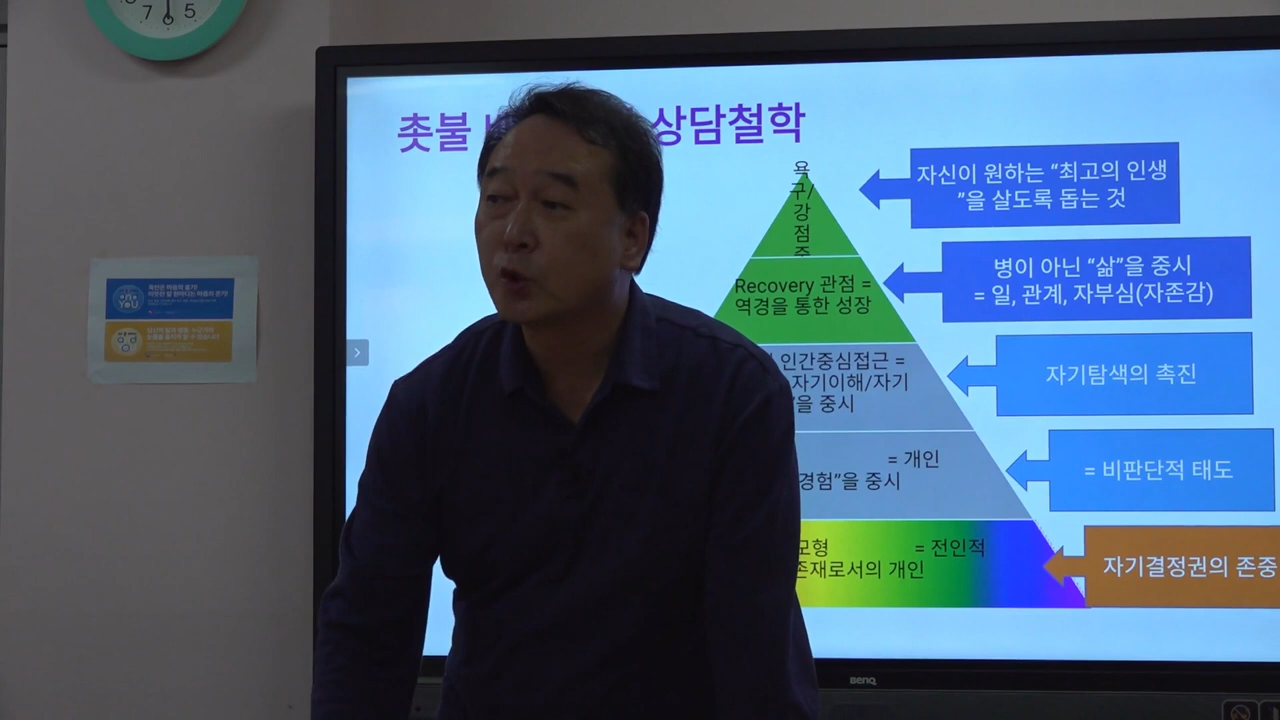 7 5
촛불 상담철학
욕
구/
강
점
중
자신이 원하는 “최고의 인생
”을 살도록 돕는 것
Recovery 관점 =
역경을 통한 성장
병이 아닌 “삶”을 중시
= 일, 관계, 자부심(자존감)
인간중심접근 =
자기이해/자기
”을 중시
자기탐색의 촉진
= 개인
경험”을 중시
= 비판단적 태도
모형 = 전인적
존재로서의 개인
자기결정권의 존중
BenQ